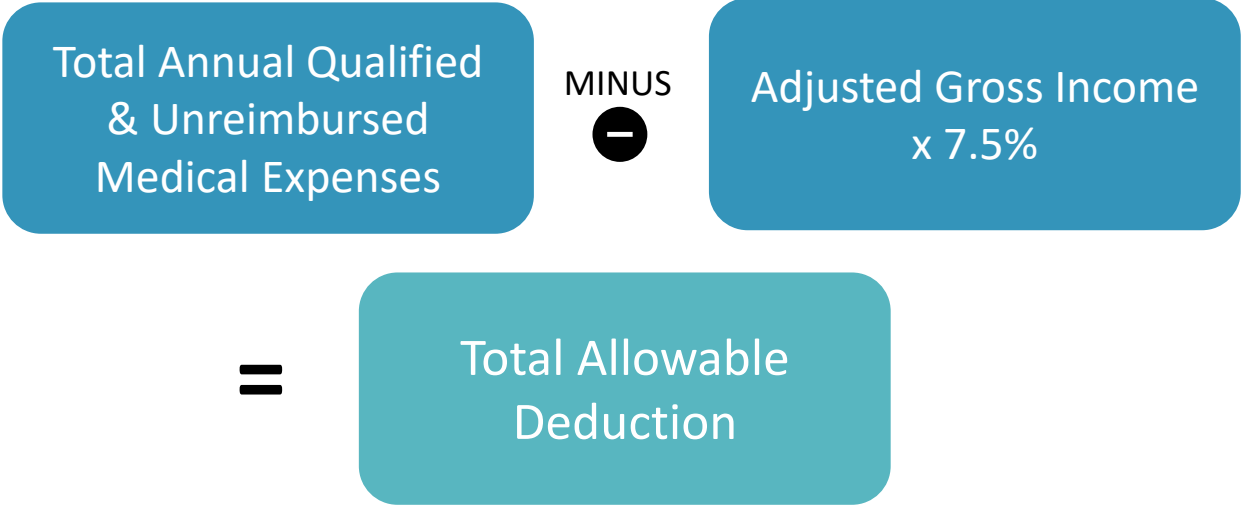 Total Annual Qualified
& Unreimbursed
Medical Expenses
MINUS
−
Adjusted Gross Income
x 7.5%
=
Total Allowable
Deduction